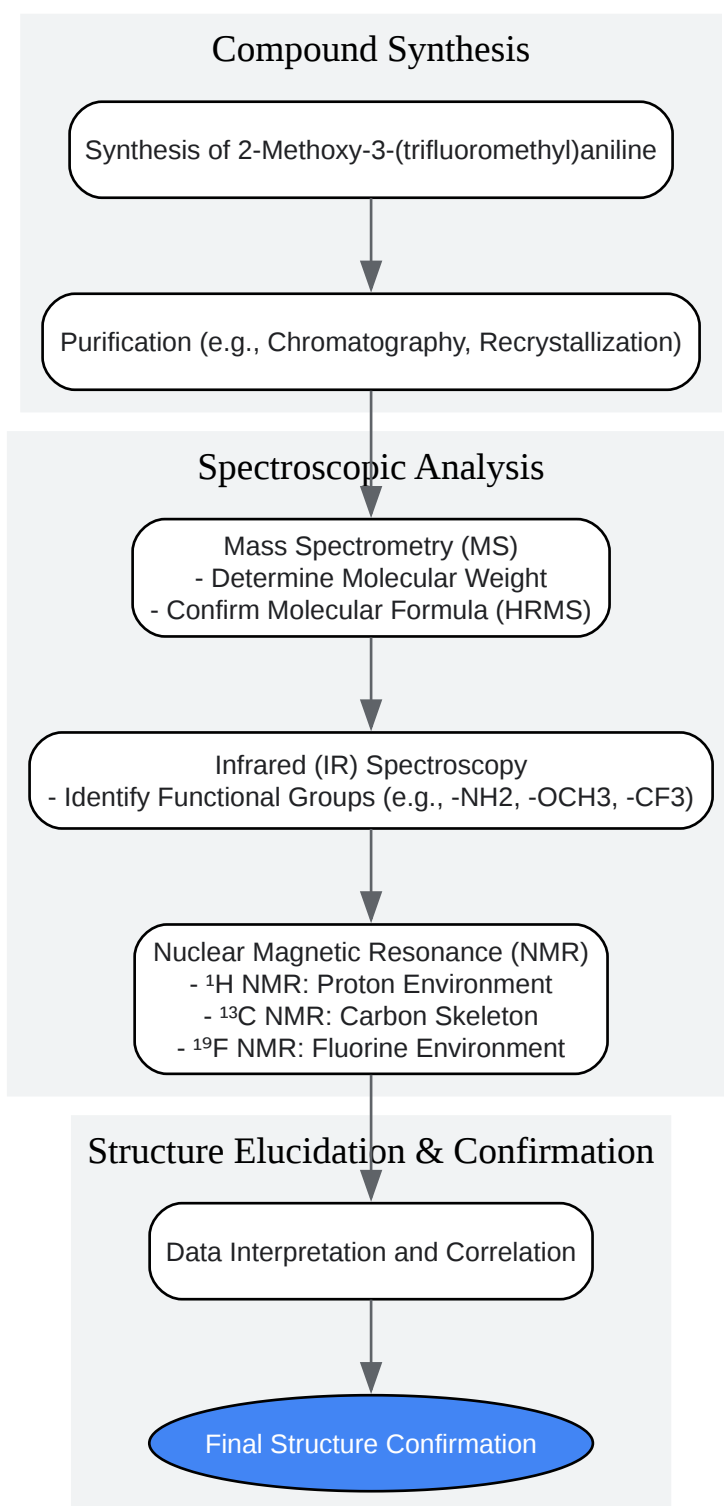 Compound Synthesis
Synthesis of 2-Methoxy-3-(trifluoromethyl)aniline
Purification (e.g., Chromatography, Recrystallization)
Spectroscopic Analysis
Mass Spectrometry (MS)
- Determine Molecular Weight
- Confirm Molecular Formula (HRMS)
Infrared (IR) Spectroscopy
- Identify Functional Groups (e.g., -NH2, -OCH3, -CF3)
Nuclear Magnetic Resonance (NMR)
- ¹H NMR: Proton Environment
- ¹³C NMR: Carbon Skeleton
- ¹⁹F NMR: Fluorine Environment
Structure Elucidation & Confirmation
Data Interpretation and Correlation
Final Structure Confirmation